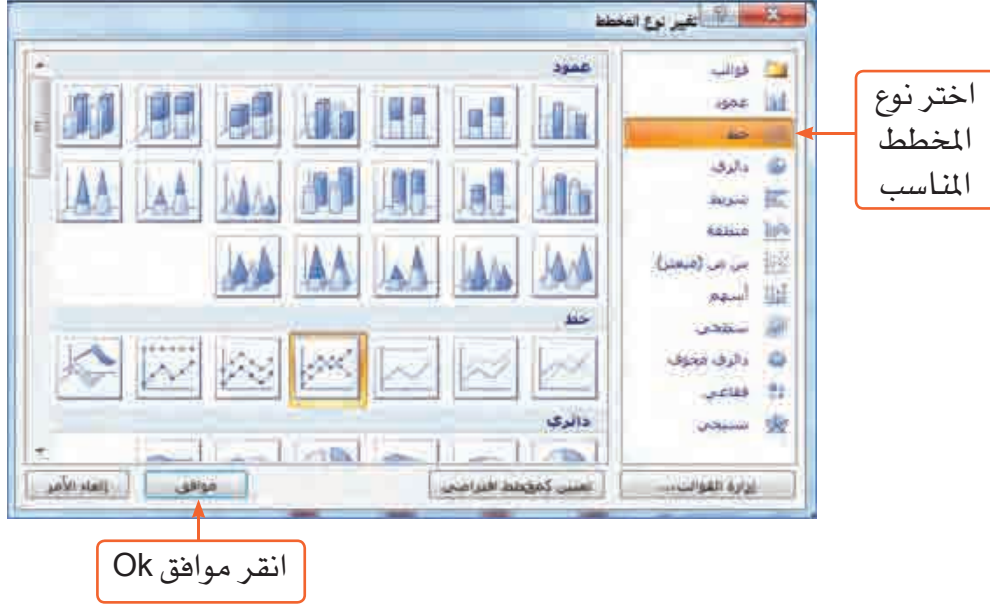 تغيير نوع المخطط
قوالب
عمود
خط
دائري
شريط
منطقة
س ص (مبعثر)
أسهم
سطحي
دائري مجوف
فقاعي
نسيجي
عمود
خط
دائري
إدارة القوالب...
تعيين كمخطط افتراضي
موافق
إلغاء الأمر
اختر نوع
المخطط
المناسب
انقر موافق Ok